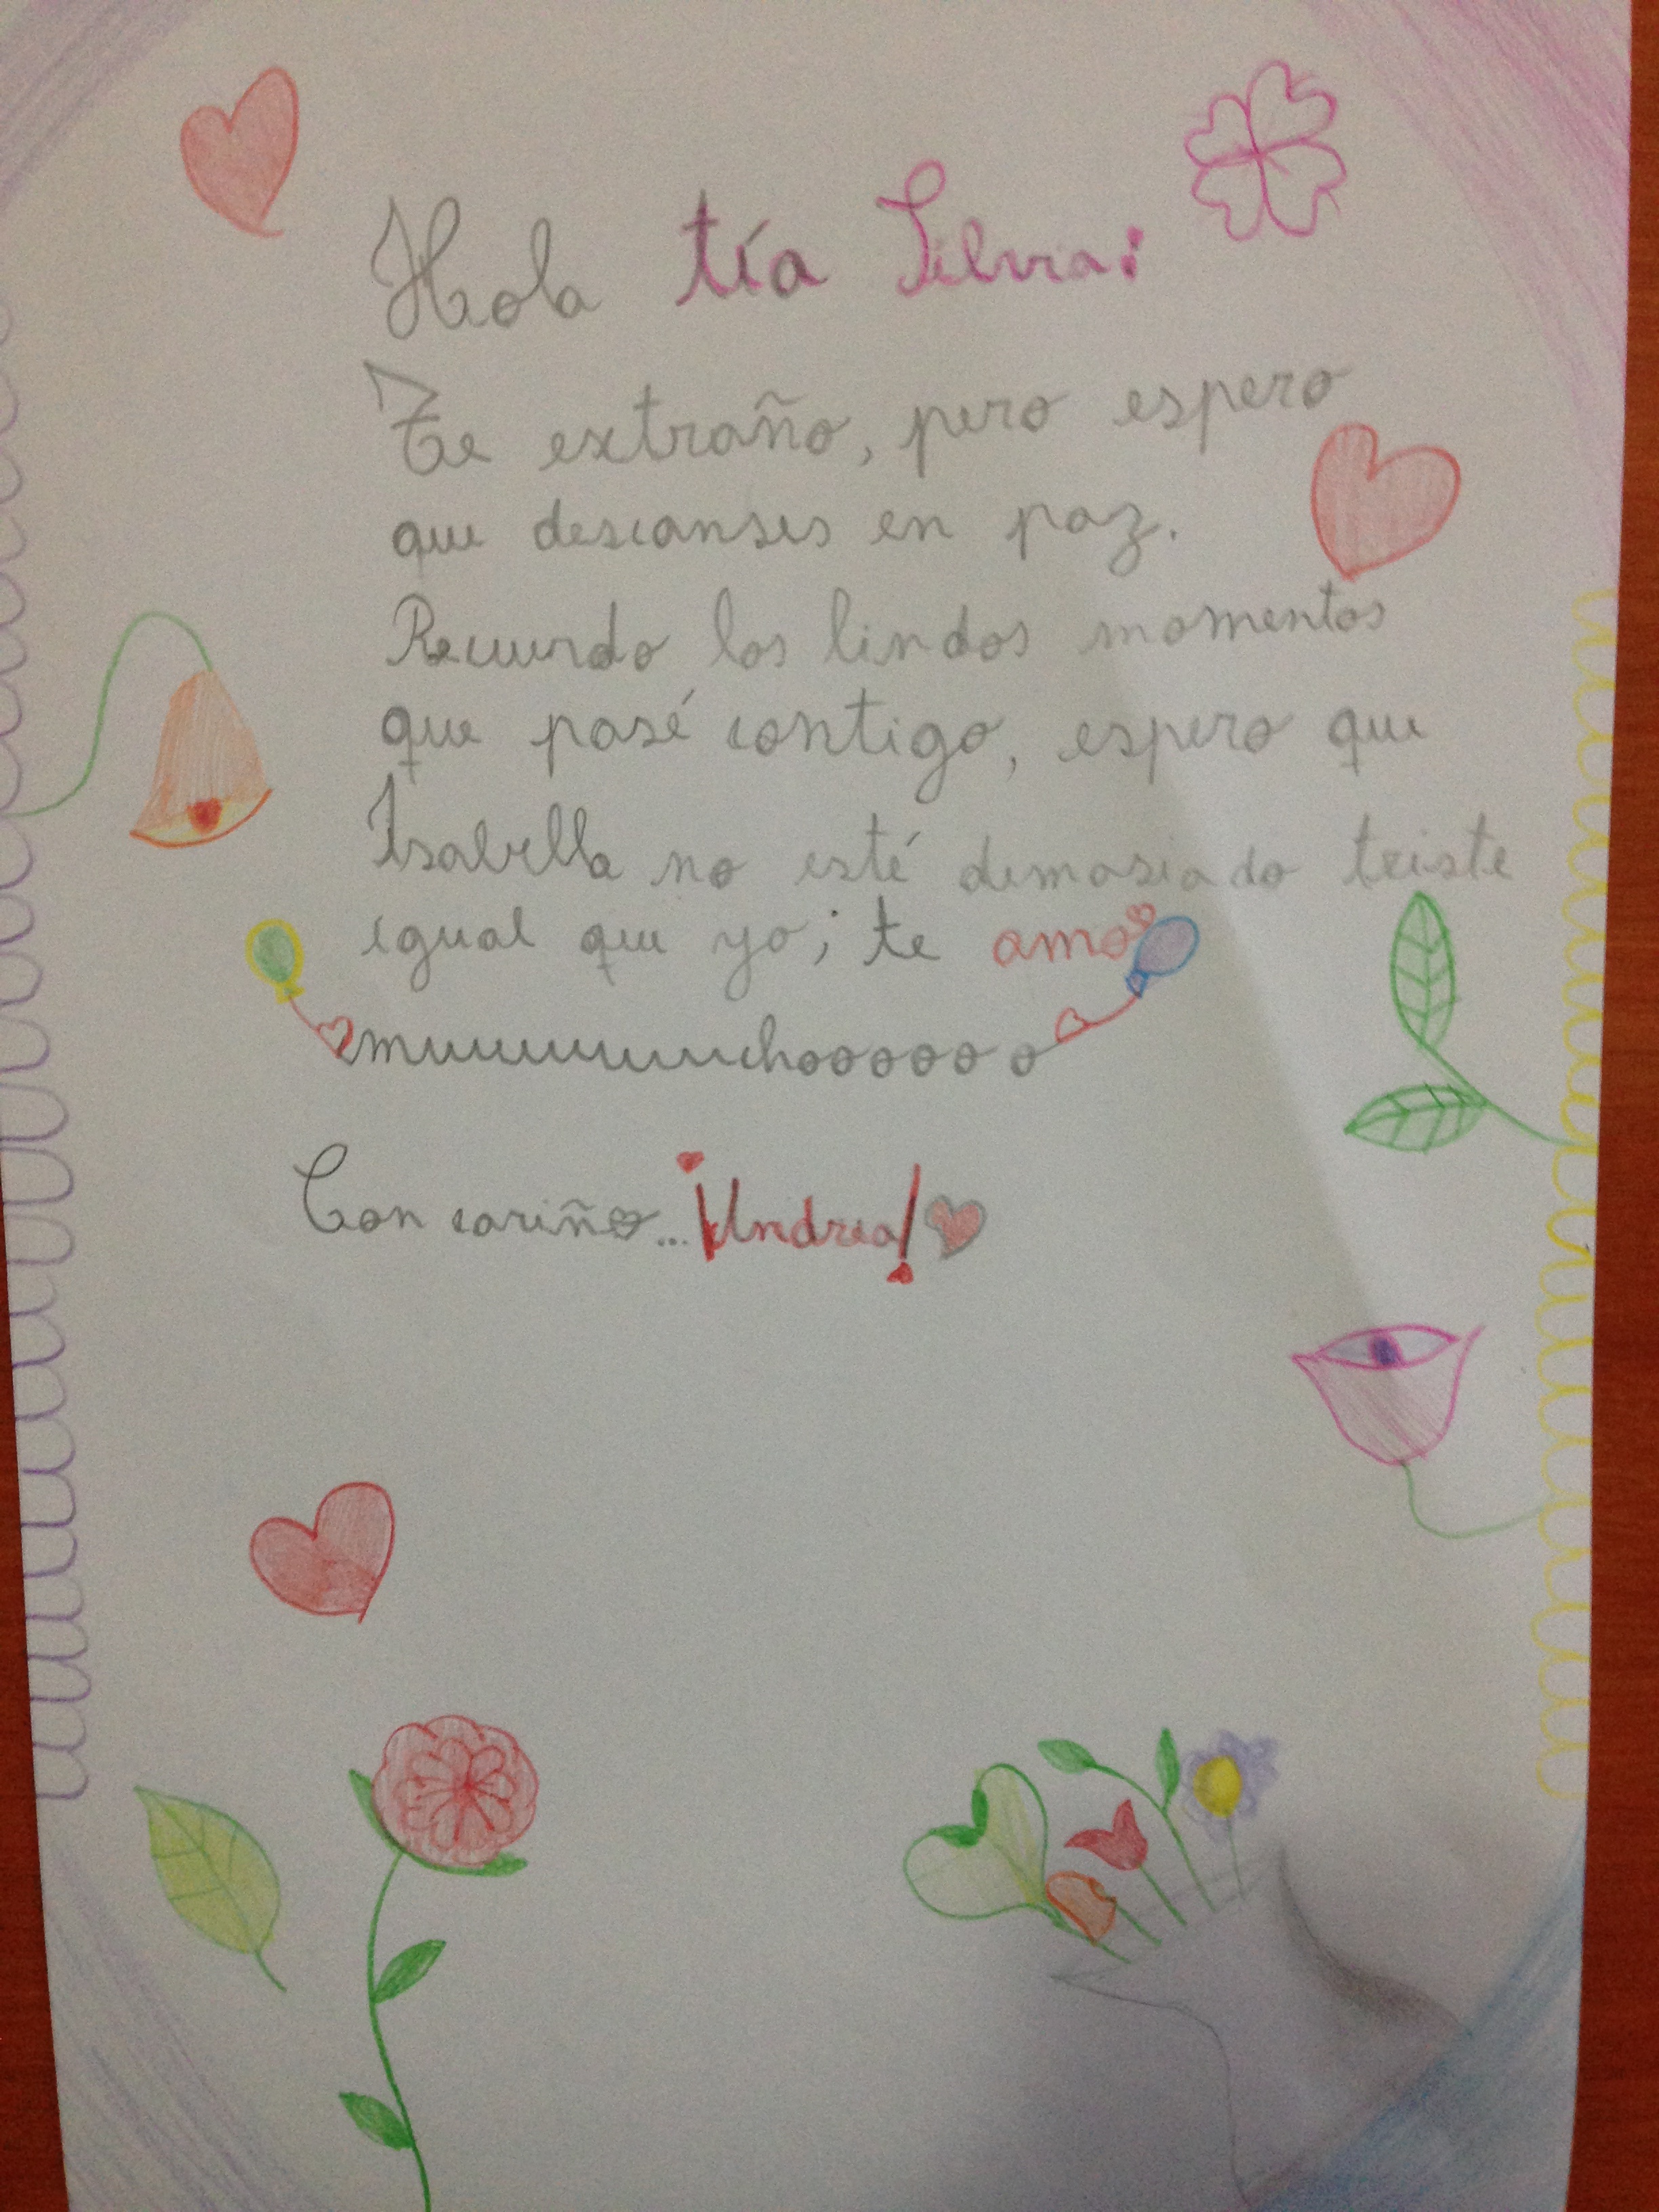 Hola tía Silvia:
Te extraño, pero espero
que descanses en paz.
Recuerdo los lindos momentos
que pasé contigo, espero que
Isabella no esté demasiado triste
igual que yo; te amo
muuuuuuuchoooooo
Con cariño... ¡Andrea!